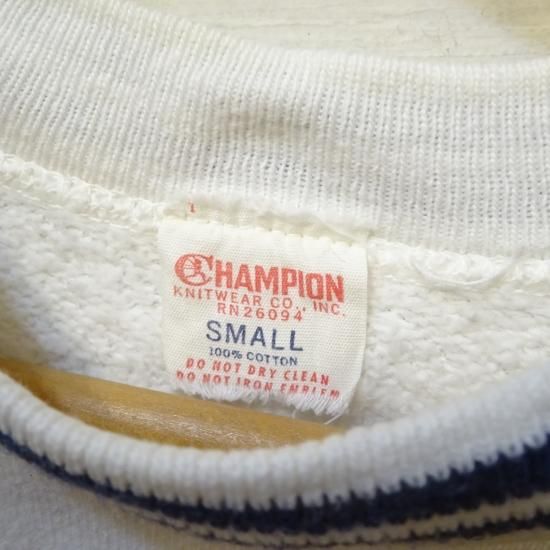 CHAMPION
KNITWEAR CO., INC.
RN26094
SMALL
100% COTTON
DO NOT DRY CLEAN
DO NOT IRON EMBLEM